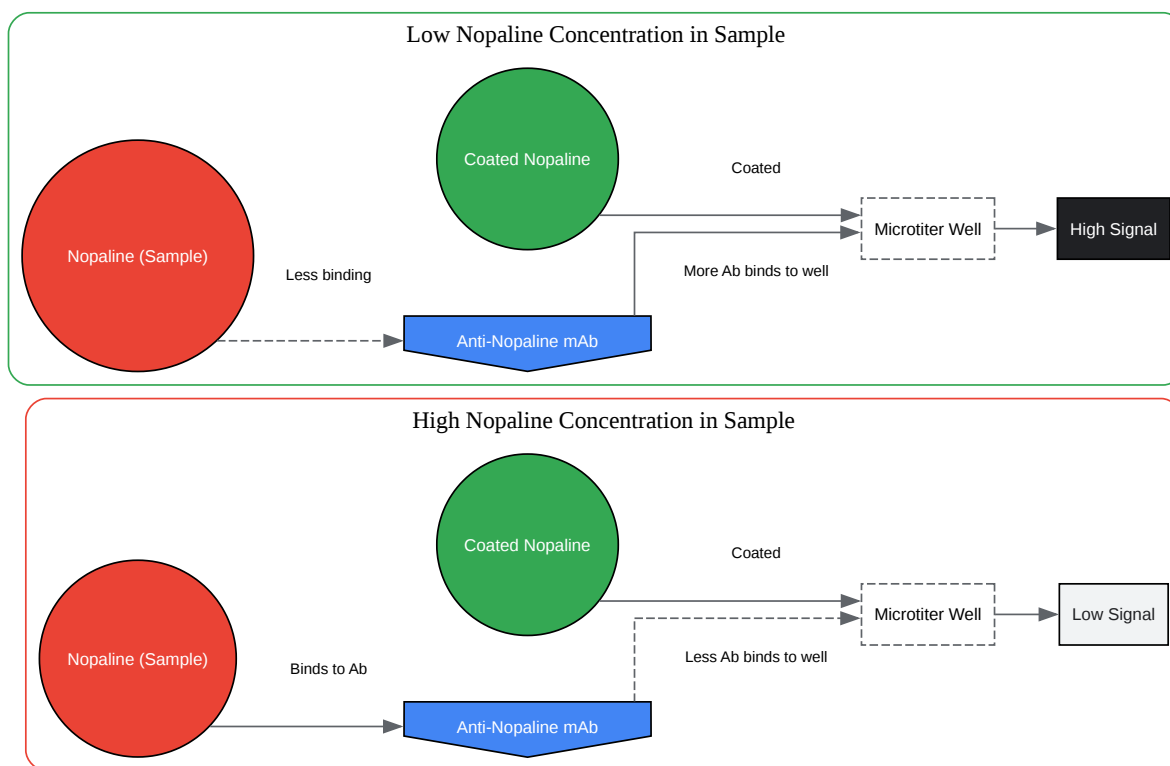 Low Nopaline Concentration in Sample
Coated Nopaline
Coated
Nopaline (Sample)
Microtiter Well
High Signal
Less binding
More Ab binds to well
Anti-Nopaline mAb
High Nopaline Concentration in Sample
Coated Nopaline
Coated
Microtiter Well
Low Signal
Nopaline (Sample)
Binds to Ab
Less Ab binds to well
Anti-Nopaline mAb